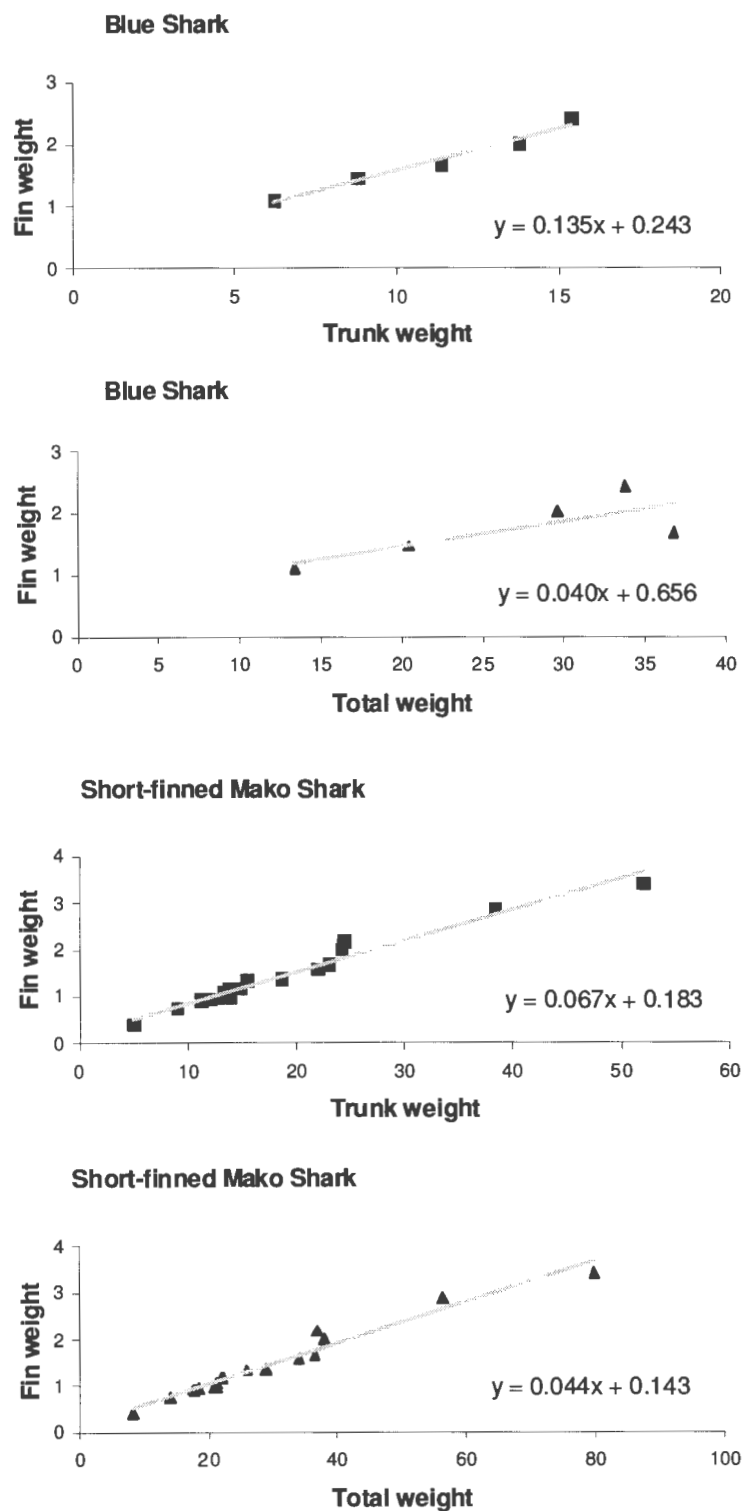 Blue Shark
3
2
1
0
Fin weight
y = 0.135x + 0.243
0 5 10 15 20
Trunk weight
Blue Shark
3
2
1
0
Fin weight
y = 0.040x + 0.656
0 5 10 15 20 25 30 35 40
Total weight
Short-finned Mako Shark
4
3
2
1
0
Fin weight
y = 0.067x + 0.183
0 10 20 30 40 50 60
Trunk weight
Short-finned Mako Shark
4
3
2
1
0
Fin weight
y = 0.044x + 0.143
0 20 40 60 80 100
Total weight